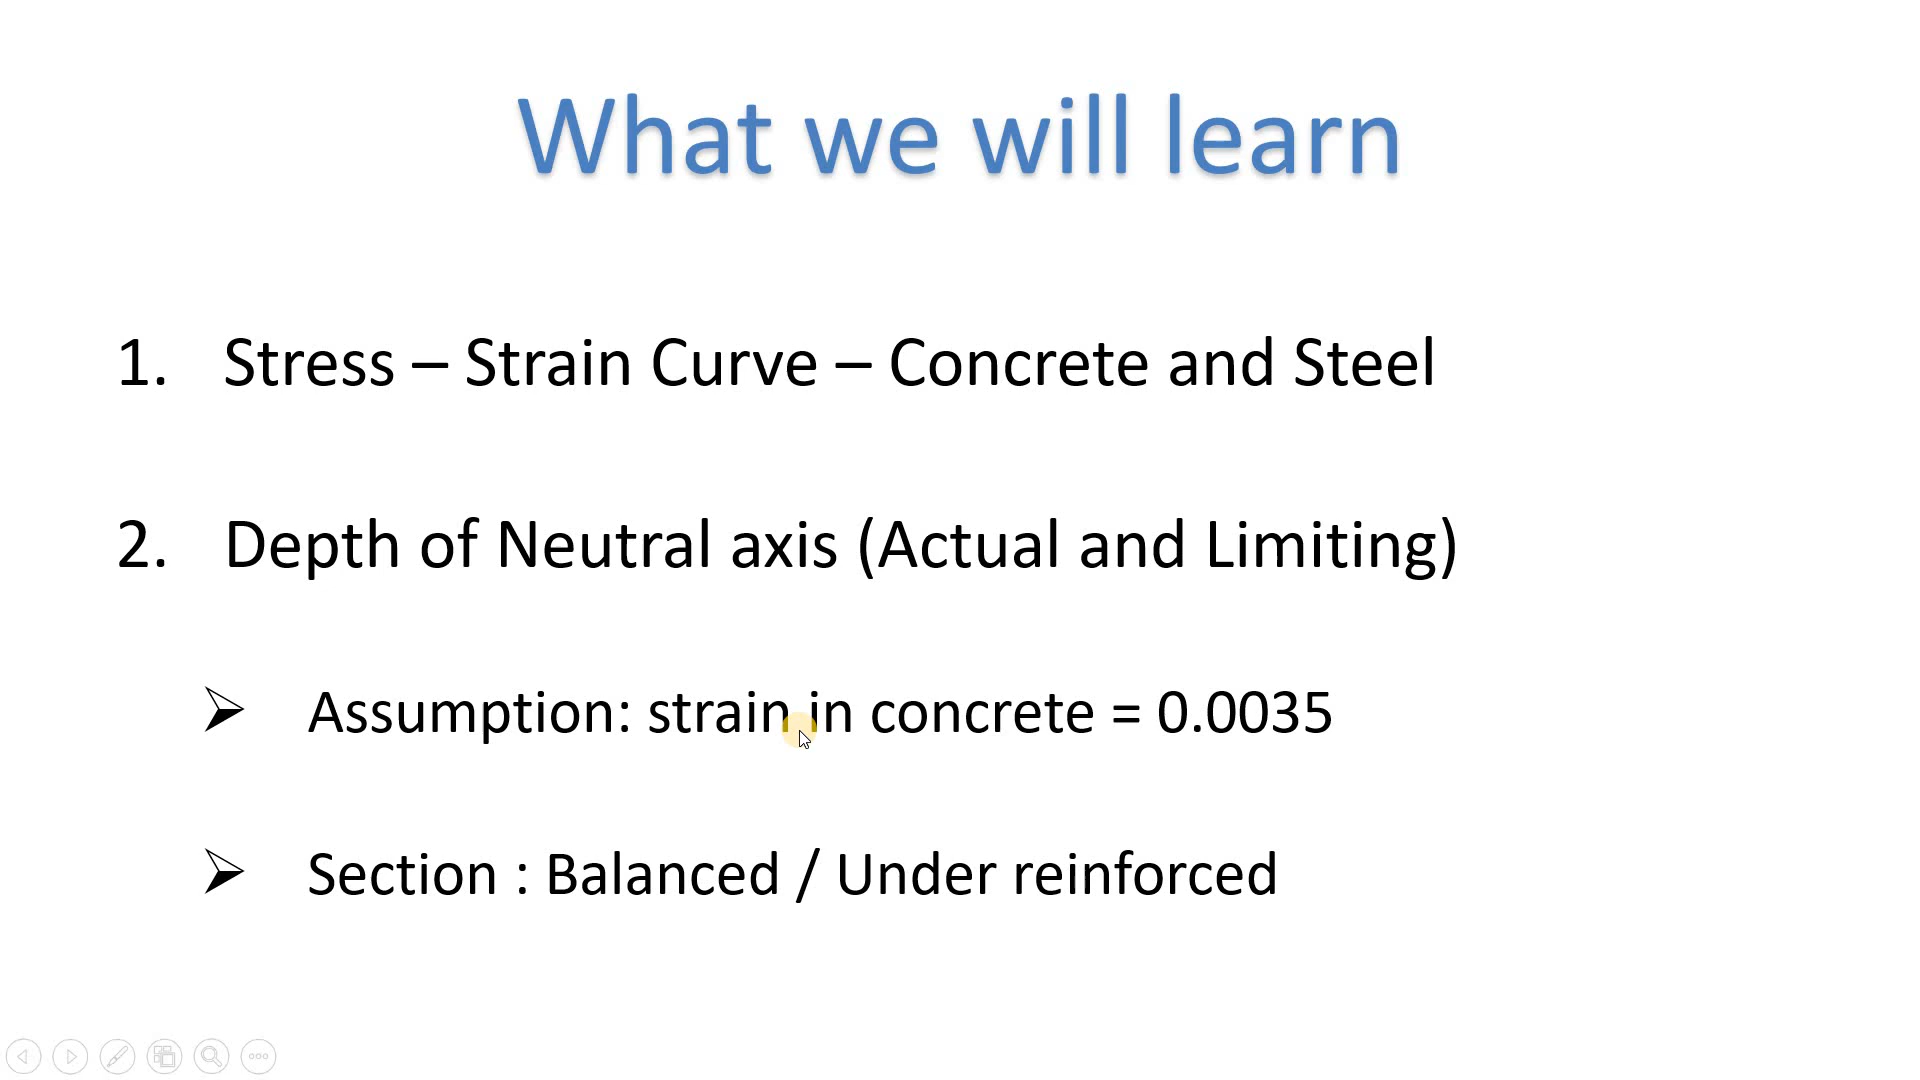 What we will learn
1. Stress – Strain Curve – Concrete and Steel
2. Depth of Neutral axis (Actual and Limiting)
➢ Assumption: strain in concrete = 0.0035
➢ Section : Balanced / Under reinforced